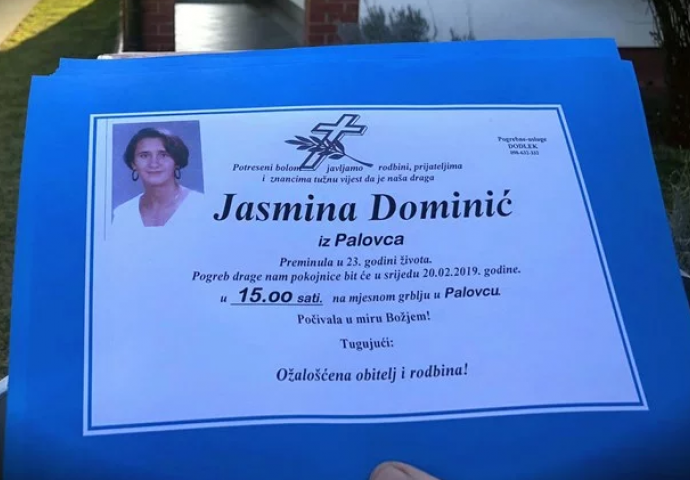 Pogrebne usluge
DODLEK
Potreseni bolom javljamo rodbini, prijateljima
i znancima tužnu vijest da je naša draga
Jasmina Dominić
iz Palovca
Preminula u 23. godini života.
Pogreb drage nam pokojnice bit će u srijedu 20.02.2019. godine.
u 15.00 sati. na mjesnom grblju u Palovcu.
Počivala u miru Božjem!
Tugujući:
Ožalošćena obitelj i rodbina!